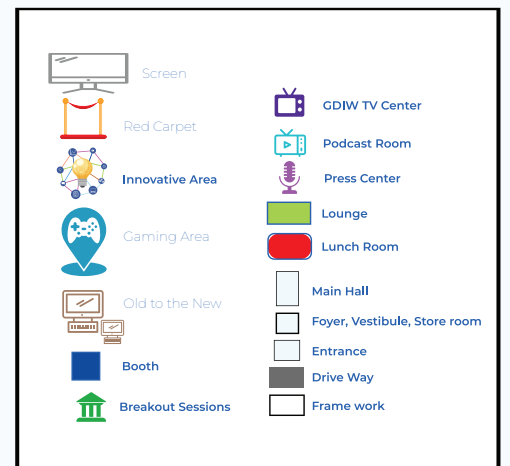 Screen
Red Carpet
Innovative Area
Gaming Area
Old to the New
Booth
Breakout Sessions
GDIW TV Center
Podcast Room
Press Center
Lounge
Lunch Room
Main Hall
Foyer, Vestibule, Store room
Entrance
Drive Way
Frame work